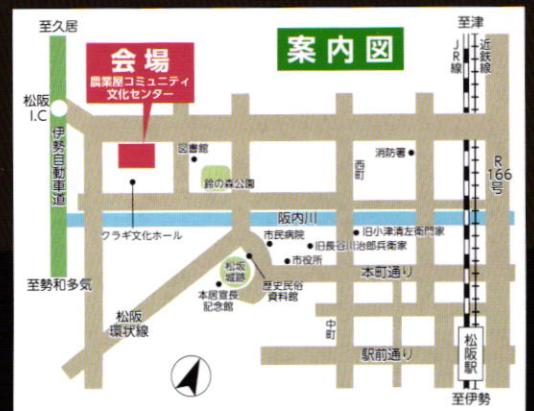 至久居
至津
会場
農業屋コミュニティ
文化センター
案内図
JR線
近鉄線
松阪
I.C
伊勢自動車道
図書館
消防署
西町
R
166
号
鈴の森公園
クラギ文化ホール
阪内川
市民病院
旧小津清左衛門家
旧長谷川治郎兵衛家
市役所
本町通り
松坂
城跡
歴史民俗
資料館
本居宣長
記念館
至勢和多気
松阪
環状線
中町
駅前通り
松阪駅
至伊勢